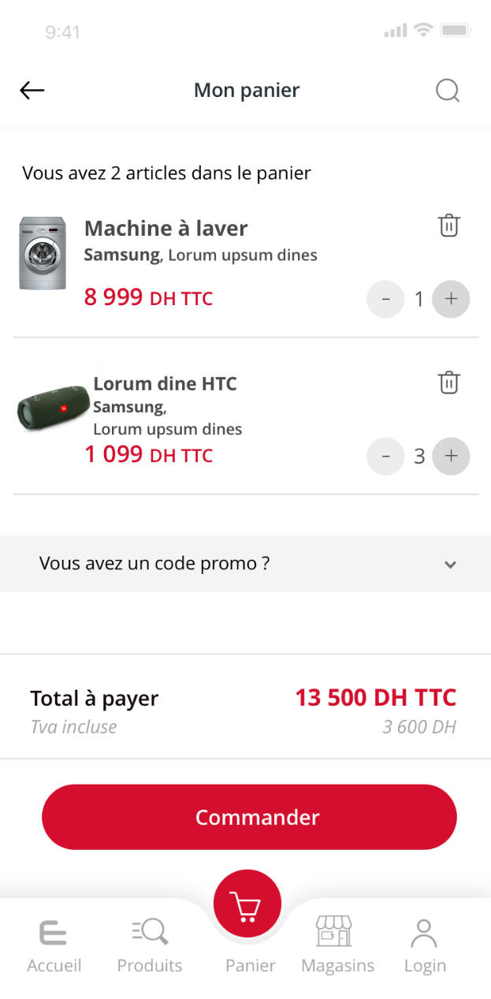 9:41
Mon panier
Vous avez 2 articles dans le panier
Machine à laver
Samsung, Lorum upsum dines
8 999 DH TTC
- 1 +
Lorum dine HTC
Samsung,
Lorum upsum dines
1 099 DH TTC
- 3 +
Vous avez un code promo ?
Total à payer 13 500 DH TTC
Tva incluse 3 600 DH
Commander
Accueil Produits Panier Magasins Login